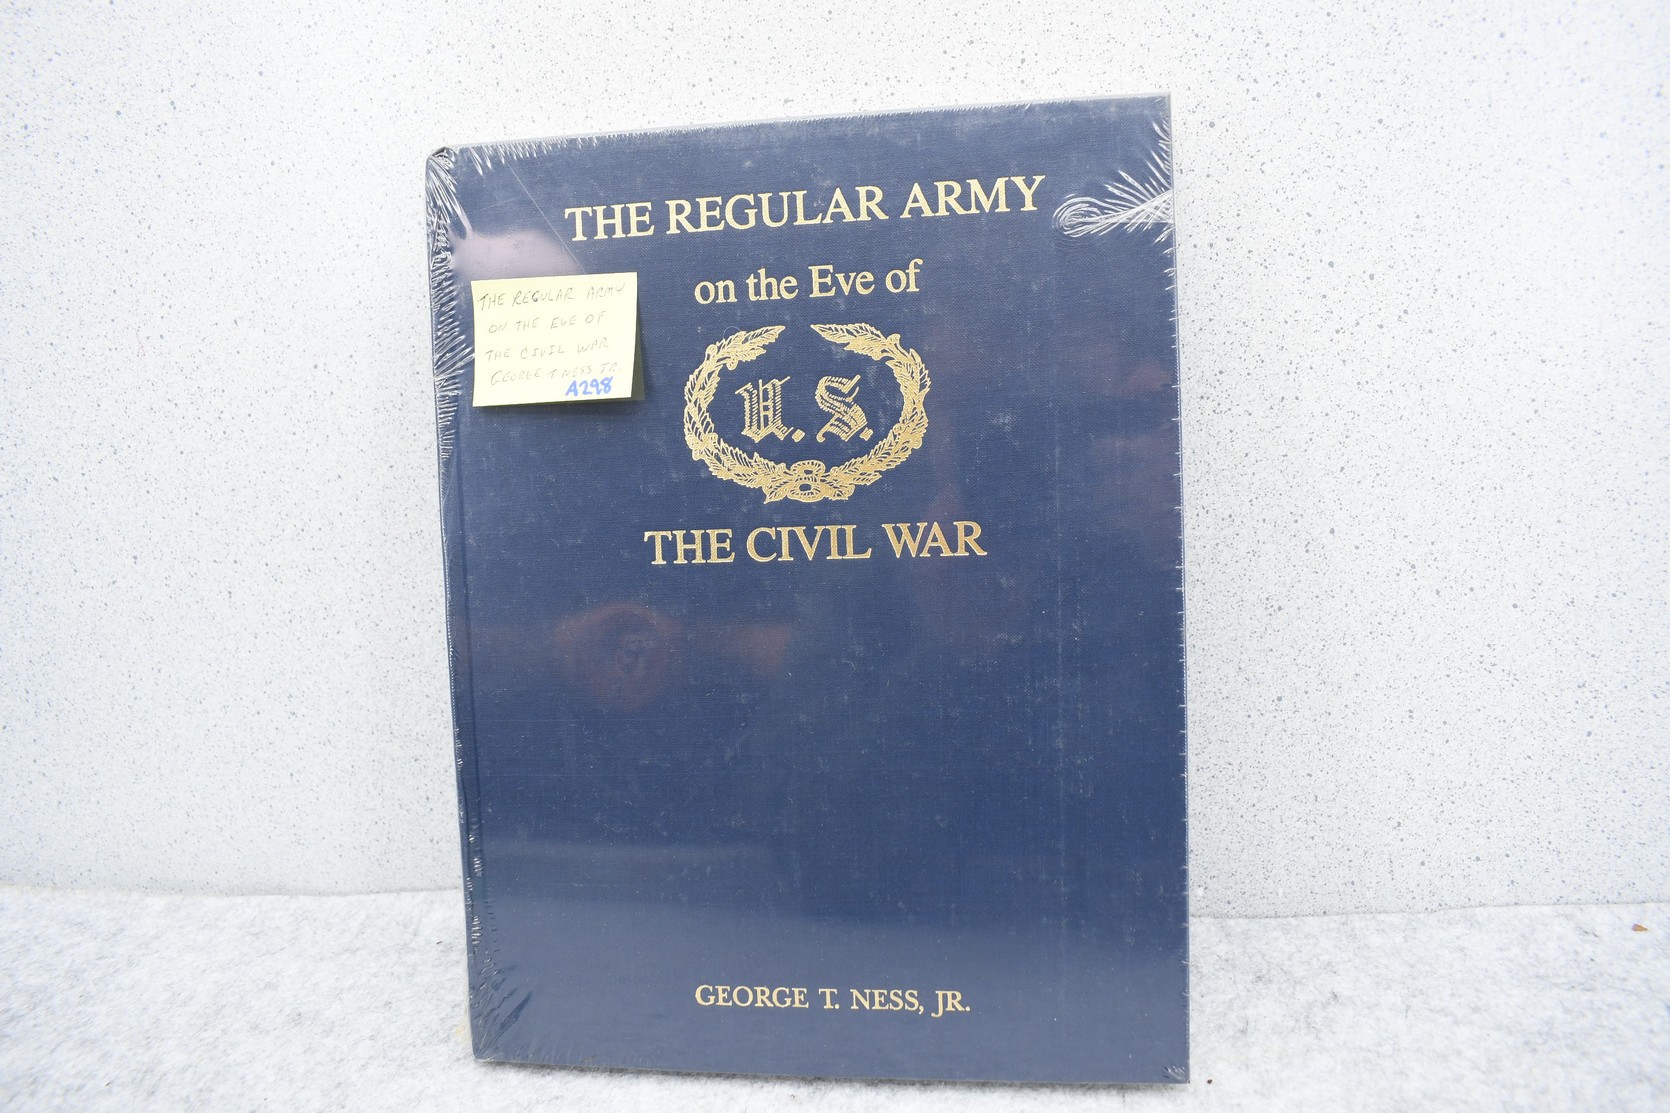 THE REGULAR ARMY
on the Eve of
U.S.
THE CIVIL WAR
GEORGE T. NESS, JR.
THE REGULAR ARMY
ON THE EVE OF
THE CIVIL WAR
GEORGE T NESS JR
A298